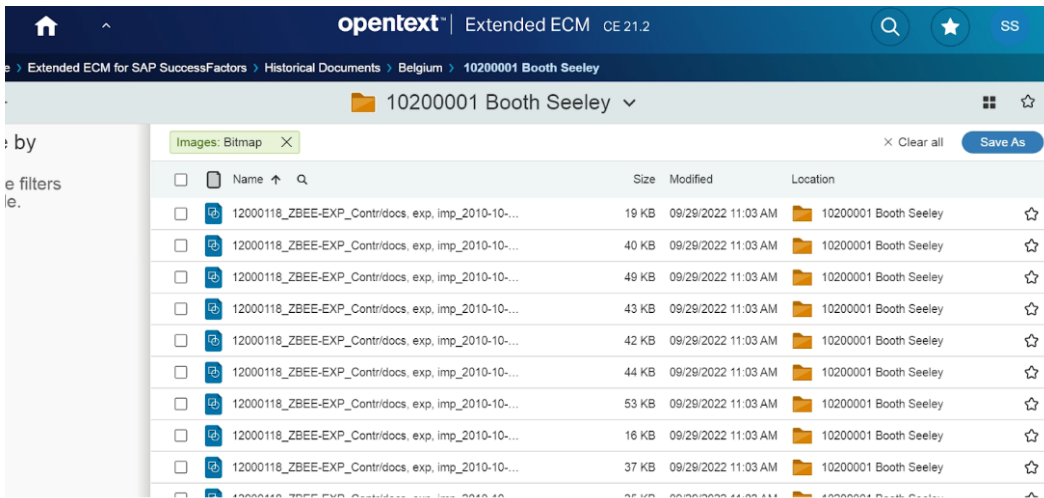 opentext™ | Extended ECM CE 21.2
SS
e > Extended ECM for SAP SuccessFactors > Historical Documents > Belgium > 10200001 Booth Seeley
10200001 Booth Seeley
e by
e filters
le.
Images: Bitmap
Clear all
Save As
Name Size Modified Location
12000118_ZBEE-EXP_Contr/docs, exp, imp_2010-10-... 19 KB 09/29/2022 11:03 AM 10200001 Booth Seeley
12000118_ZBEE-EXP_Contr/docs, exp, imp_2010-10-... 40 KB 09/29/2022 11:03 AM 10200001 Booth Seeley
12000118_ZBEE-EXP_Contr/docs, exp, imp_2010-10-... 49 KB 09/29/2022 11:03 AM 10200001 Booth Seeley
12000118_ZBEE-EXP_Contr/docs, exp, imp_2010-10-... 43 KB 09/29/2022 11:03 AM 10200001 Booth Seeley
12000118_ZBEE-EXP_Contr/docs, exp, imp_2010-10-... 42 KB 09/29/2022 11:03 AM 10200001 Booth Seeley
12000118_ZBEE-EXP_Contr/docs, exp, imp_2010-10-... 44 KB 09/29/2022 11:03 AM 10200001 Booth Seeley
12000118_ZBEE-EXP_Contr/docs, exp, imp_2010-10-... 53 KB 09/29/2022 11:03 AM 10200001 Booth Seeley
12000118_ZBEE-EXP_Contr/docs, exp, imp_2010-10-... 16 KB 09/29/2022 11:03 AM 10200001 Booth Seeley
12000118_ZBEE-EXP_Contr/docs, exp, imp_2010-10-... 37 KB 09/29/2022 11:03 AM 10200001 Booth Seeley